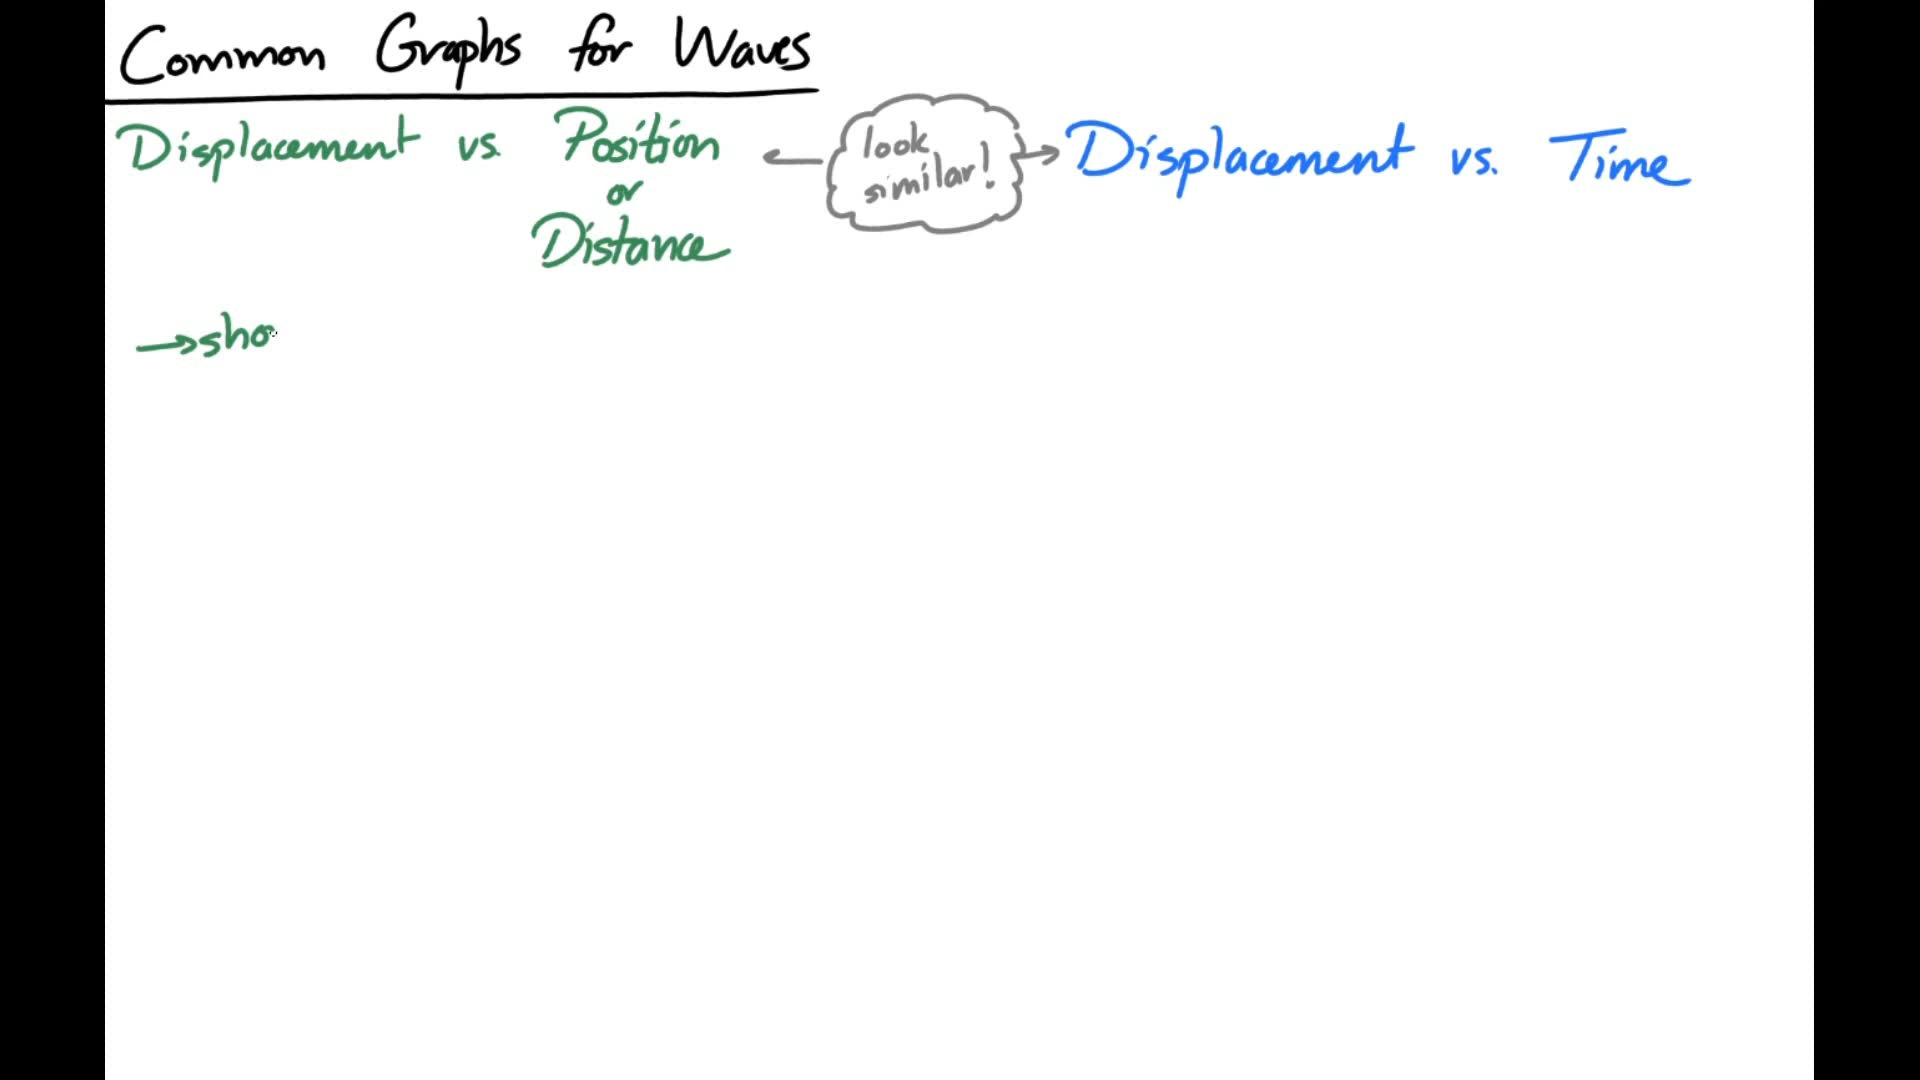 Common Graphs for Waves
Displacement vs. Position
or
Distance
look
similar!
Displacement vs. Time
→sho